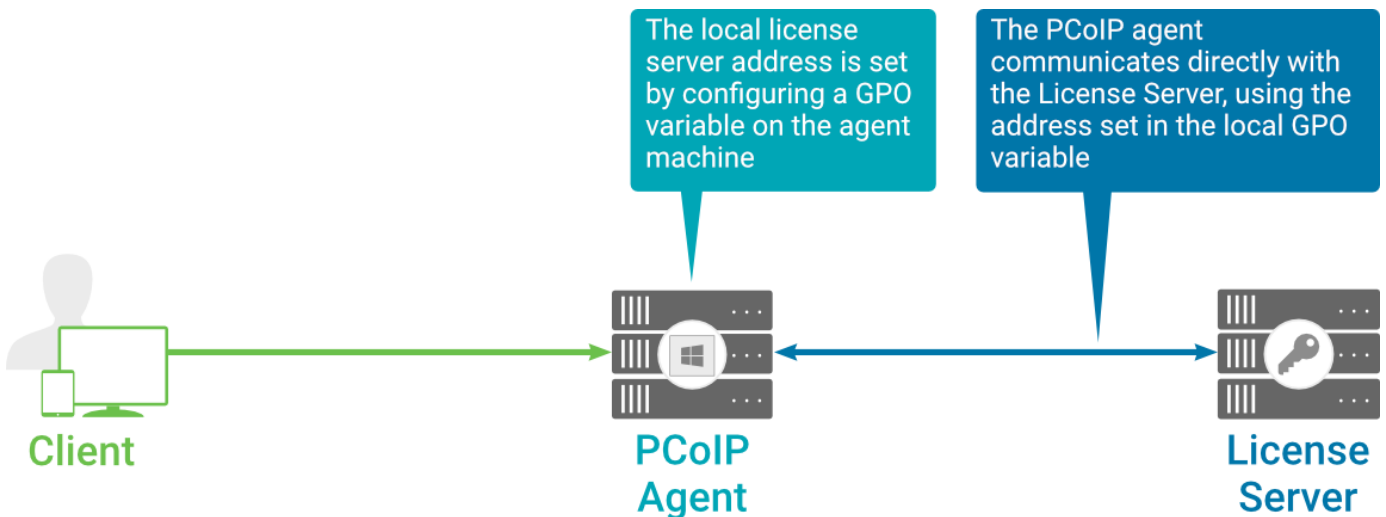 The local license
server address is set
by configuring a GPO
variable on the agent
machine
The PCoIP agent
communicates directly with
the License Server, using the
address set in the local GPO
variable
Client
PCoIP
Agent
License
Server